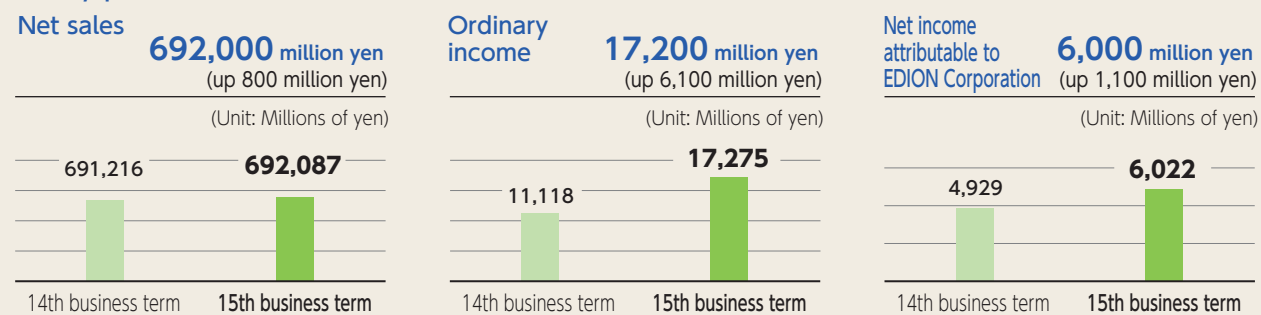 Net sales
692,000 million yen
(up 800 million yen)
(Unit: Millions of yen)
691,216
692,087
14th business term
15th business term
Ordinary
income
17,200 million yen
(up 6,100 million yen)
(Unit: Millions of yen)
11,118
17,275
14th business term
15th business term
Net income
attributable to
EDION Corporation
6,000 million yen
(up 1,100 million yen)
(Unit: Millions of yen)
4,929
6,022
14th business term
15th business term